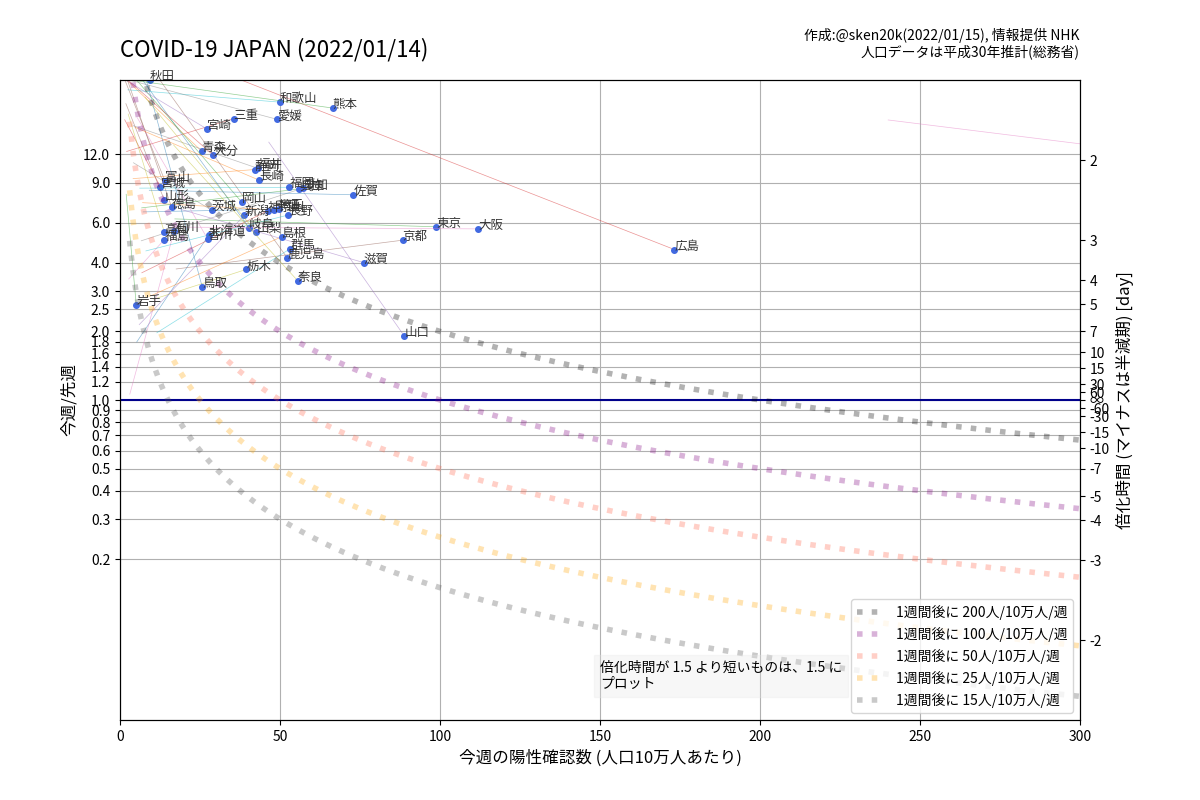 COVID-19 JAPAN (2022/01/14)
作成:@sken20k(2022/01/15), 情報提供 NHK
人口データは平成30年推計(総務省)
秋田
和歌山
熊本
三重
愛媛
宮崎
青森
大分
福井
長崎
富山
宮城
福岡
佐賀
山形
岡山
徳島
茨城
新潟
長野
石川
岐阜
東京
大阪
北海道
山梨
福島
香川
島根
京都
群馬
広島
鹿児島
滋賀
栃木
奈良
鳥取
岩手
山口
12.0
9.0
6.0
4.0
3.0
2.5
2.0
1.8
1.6
1.4
1.2
1.0
0.9
0.8
0.7
0.6
0.5
0.4
0.3
0.2
今週/先週
2
3
4
5
7
10
15
30
60
∞
-60
-30
-15
-10
-7
-5
-4
-3
-2
倍化時間 (マイナスは半減期) [day]
1週間後に 200人/10万人/週
1週間後に 100人/10万人/週
1週間後に 50人/10万人/週
1週間後に 25人/10万人/週
1週間後に 15人/10万人/週
倍化時間が 1.5 より短いものは、1.5 に
プロット
0 50 100 150 200 250 300
今週の陽性確認数 (人口10万人あたり)